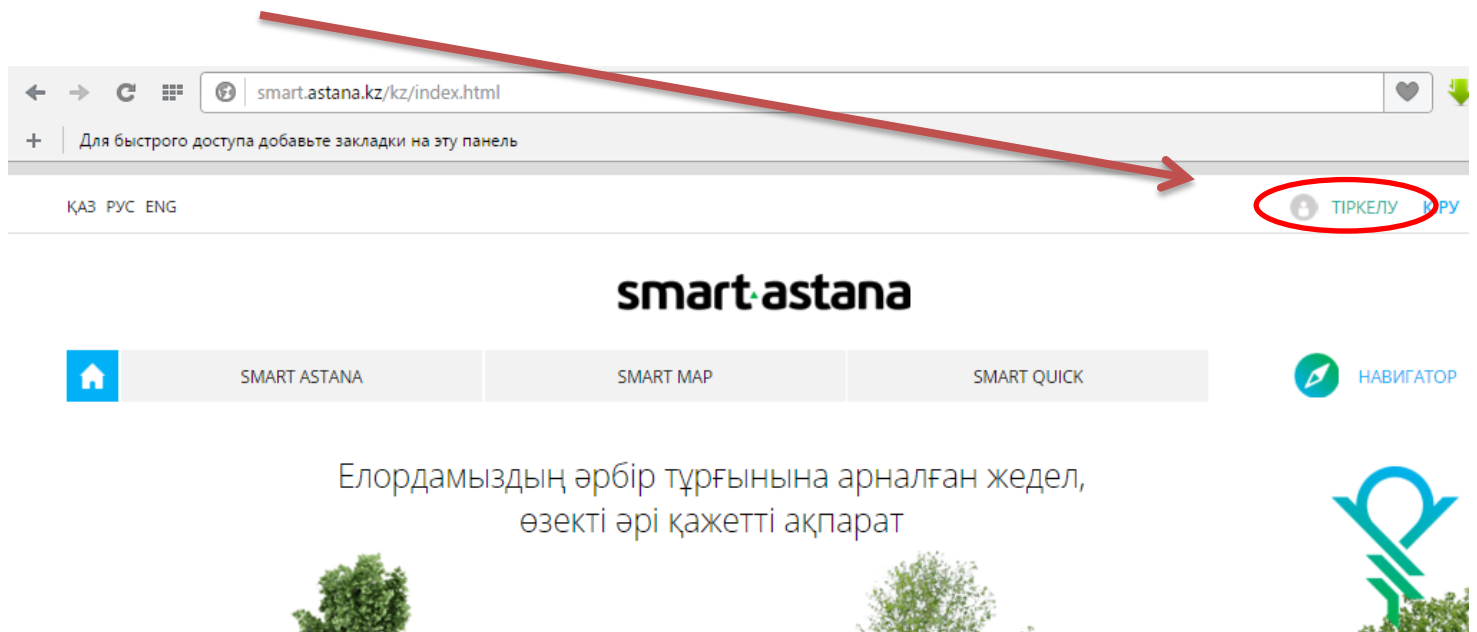 smart.astana.kz/kz/index.html
Для быстрого доступа добавьте закладки на эту панель
ҚАЗ РУС ENG
ТІРКЕЛУ КІРУ
smart astana
SMART ASTANA
SMART MAP
SMART QUICK
НАВИГАТОР
Елордамыздың әрбір тұрғынына арналған жедел,
өзекті әрі қажетті ақпарат